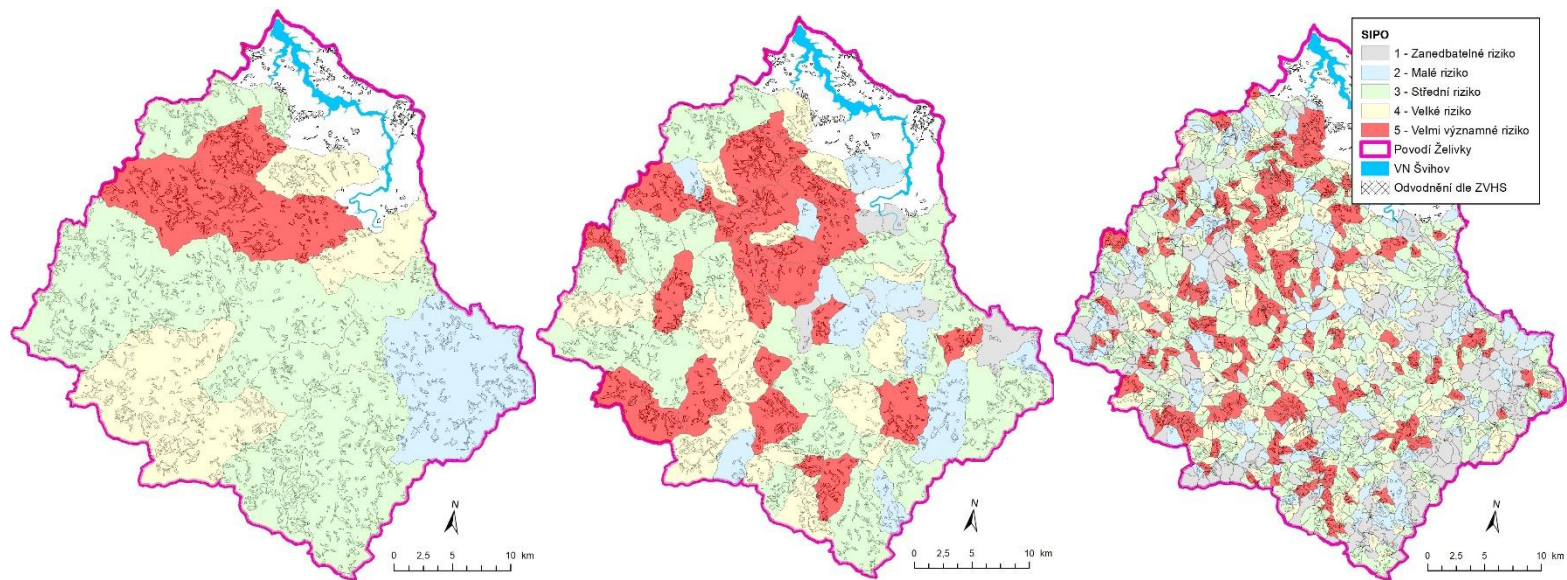 SIPO
1 - Zanedbatelné riziko
2 - Malé riziko
3 - Střední riziko
4 - Velké riziko
5 - Velmi významné riziko
Povodí Želivky
VN Švihov
Odvodnění dle ZVHS
N
0 2,5 5 10 km
N
0 2,5 5 10 km
N
0 2,5 5 10 km